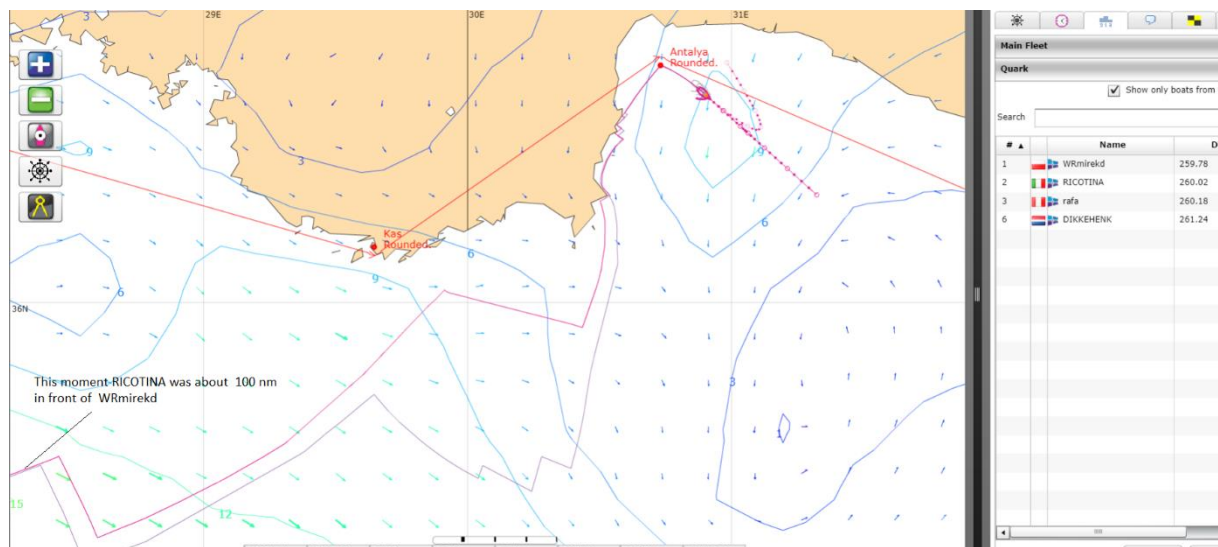 29E
30E
31E
3
Antalya
Rounded.
9
3
9
Kas
Rounded.
6
6
6
9
36N
3
This moment RICOTINA was about 100 nm
in front of WRmirekd
1
15
12
Main Fleet
Quark
Show only boats from
Search
# ▲ Name D
1 WRmirekd 259.78
2 RICOTINA 260.02
3 rafa 260.18
6 DIKKEHENK 261.24